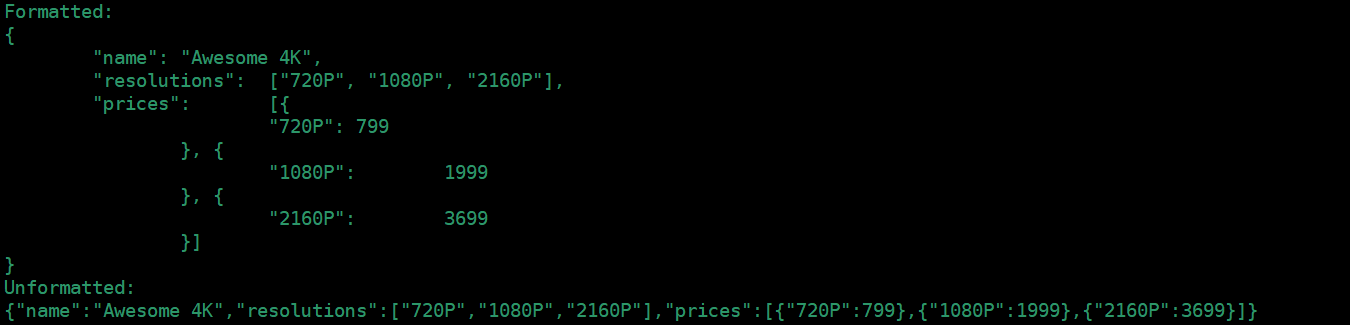 Formatted:
{
        "name": "Awesome 4K",
        "resolutions":  ["720P", "1080P", "2160P"],
        "prices":       [{
                        "720P": 799
                }, {
                        "1080P":        1999
                }, {
                        "2160P":        3699
                }]
}
Unformatted:
{"name":"Awesome 4K","resolutions":["720P","1080P","2160P"],"prices":[{"720P":799},{"1080P":1999},{"2160P":3699}]}